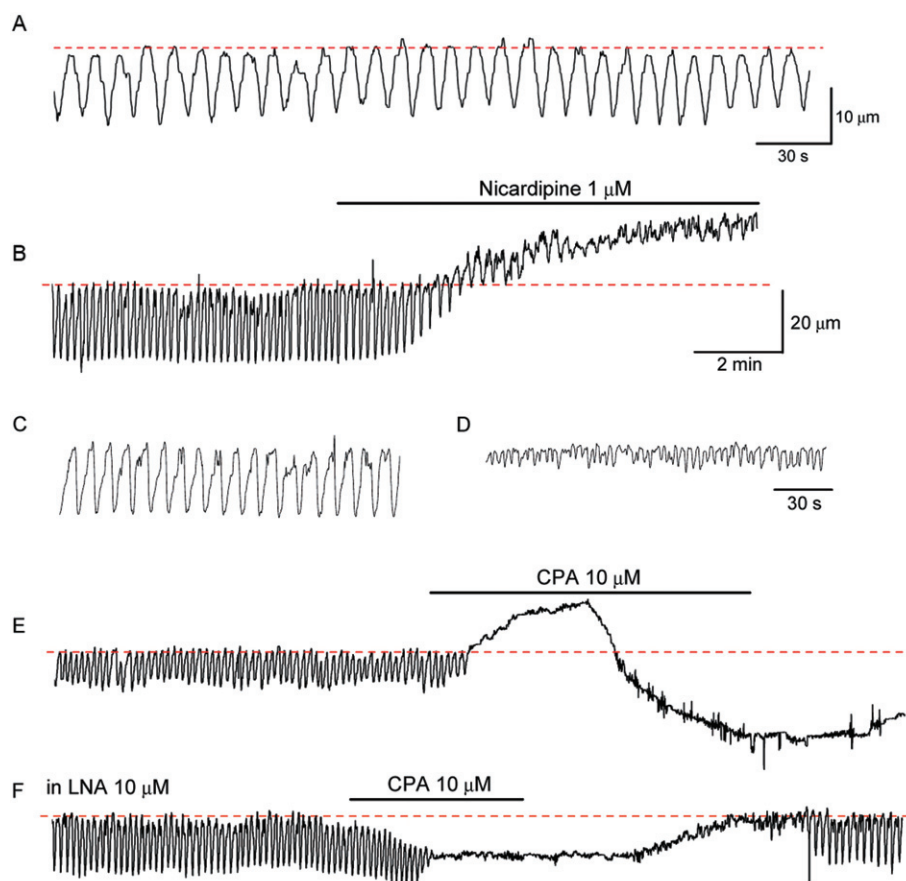 A
10 μm
30 s
Nicardipine 1 μM
B
20 μm
2 min
C
D
30 s
CPA 10 μM
E
in LNA 10 μM
CPA 10 μM
F